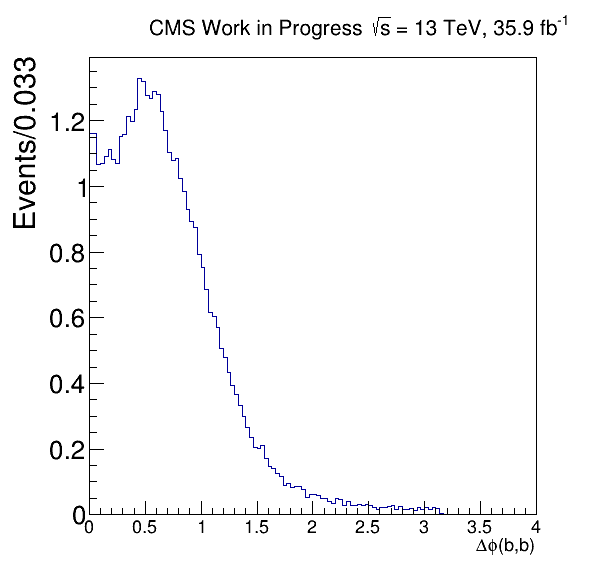 CMS Work in Progress √s = 13 TeV, 35.9 fb⁻¹
Events/0.033
1.2
1
0.8
0.6
0.4
0.2
0
0 0.5 1 1.5 2 2.5 3 3.5 4
Δϕ(b,b)